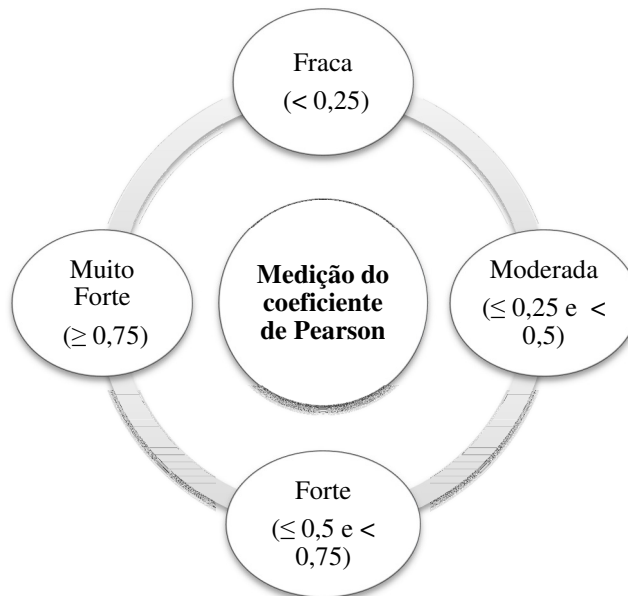 Fraca
(< 0,25)
Muito
Forte
(≥ 0,75)
Medição do
coeficiente
de Pearson
Moderada
(≤ 0,25 e <
0,5)
Forte
(≤ 0,5 e <
0,75)